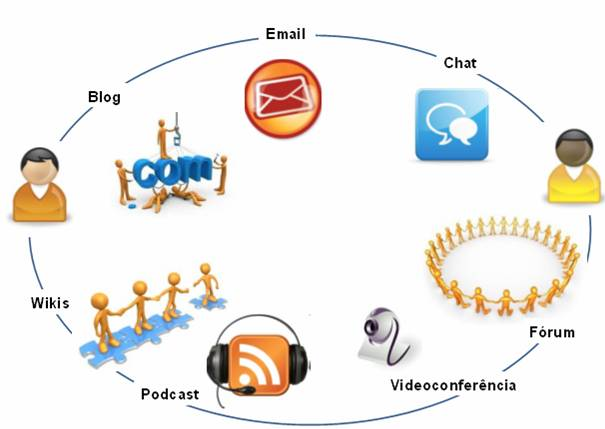 Email
Chat
Blog
com
Wikis
Fórum
Podcast
Videoconferência